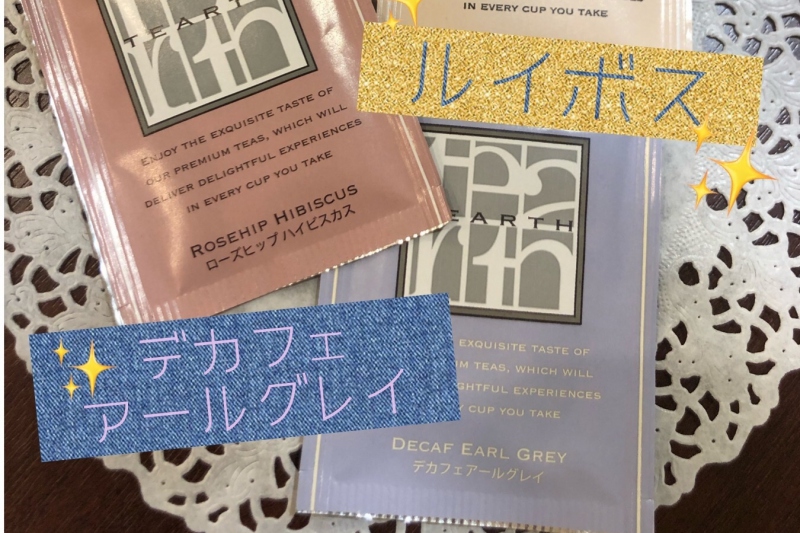 TEARTH
ENJOY THE EXQUISITE TASTE OF
OUR PREMIUM TEAS, WHICH WILL
DELIVER DELIGHTFUL EXPERIENCES
IN EVERY CUP YOU TAKE
ROSEHIP HIBISCUS
ローズヒップ ハイビスカス
IN EVERY CUP YOU TAKE
ルイボス
EARTH
EXQUISITE TASTE OF
TEAS, WHICH WILL
EXPERIENCES
CUP YOU TAKE
DECAF EARL GREY
デカフェアールグレイ
デカフェ
アールグレイ